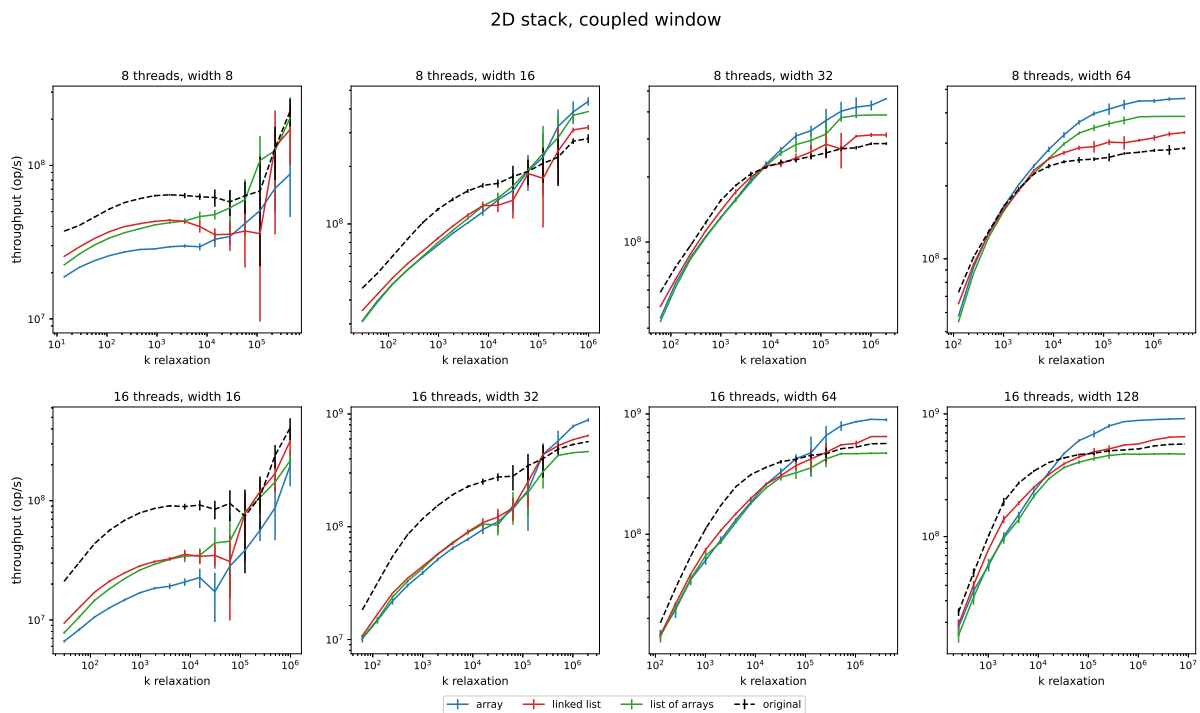 2D stack, coupled window
8 threads, width 8
8 threads, width 16
8 threads, width 32
8 threads, width 64
throughput (op/s)
10^8
10^7
10^8
10^8
10^8
10^1 10^2 10^3 10^4 10^5
10^2 10^3 10^4 10^5 10^6
10^2 10^3 10^4 10^5 10^6
10^2 10^3 10^4 10^5 10^6
k relaxation
k relaxation
k relaxation
k relaxation
16 threads, width 16
16 threads, width 32
16 threads, width 64
16 threads, width 128
throughput (op/s)
10^8
10^7
10^9
10^8
10^7
10^9
10^8
10^9
10^8
10^2 10^3 10^4 10^5 10^6
10^2 10^3 10^4 10^5 10^6
10^2 10^3 10^4 10^5 10^6
10^3 10^4 10^5 10^6 10^7
k relaxation
k relaxation
k relaxation
k relaxation
array linked list list of arrays original